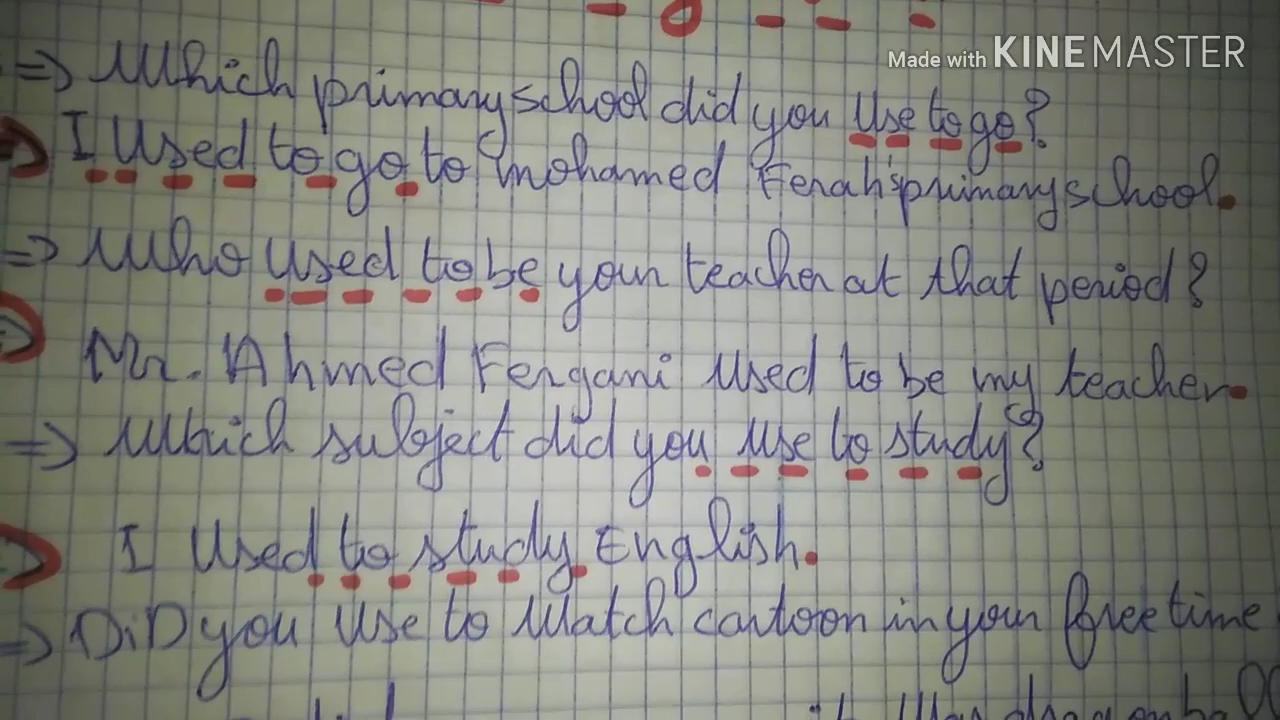 Made with KINEMASTER
⇒ Which primary school did you use to go?
⇒ I used to go to mohamed Ferah's primary school.
⇒ Who used to be your teacher at that period?
⇒ Mr. Ahmed Fergani used to be my teacher.
⇒ Which subject did you use to study?
⇒ I used to study English.
⇒ DiD you use to watch cartoon in your free time